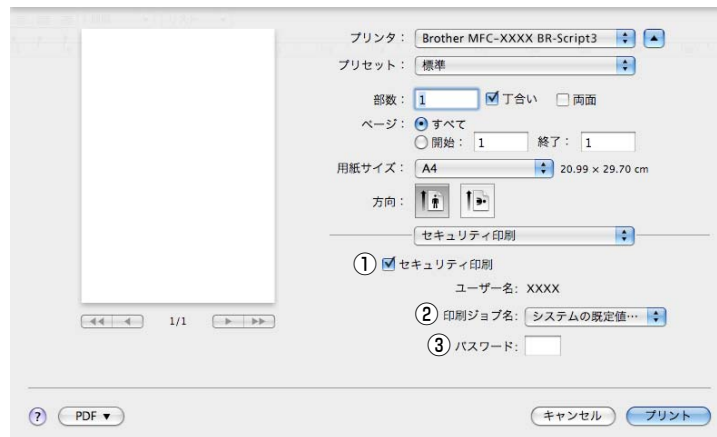 プリンタ： Brother MFC-XXXX BR-Script3
プリセット： 標準
部数： 1 丁合い 両面
ページ： すべて
開始： 1 終了： 1
用紙サイズ： A4 20.99 x 29.70 cm
方向：
セキュリティ印刷
① セキュリティ印刷
ユーザー名: XXXX
② 印刷ジョブ名: システムの既定値…
③ パスワード:
1/1
? PDF ▼ キャンセル プリント